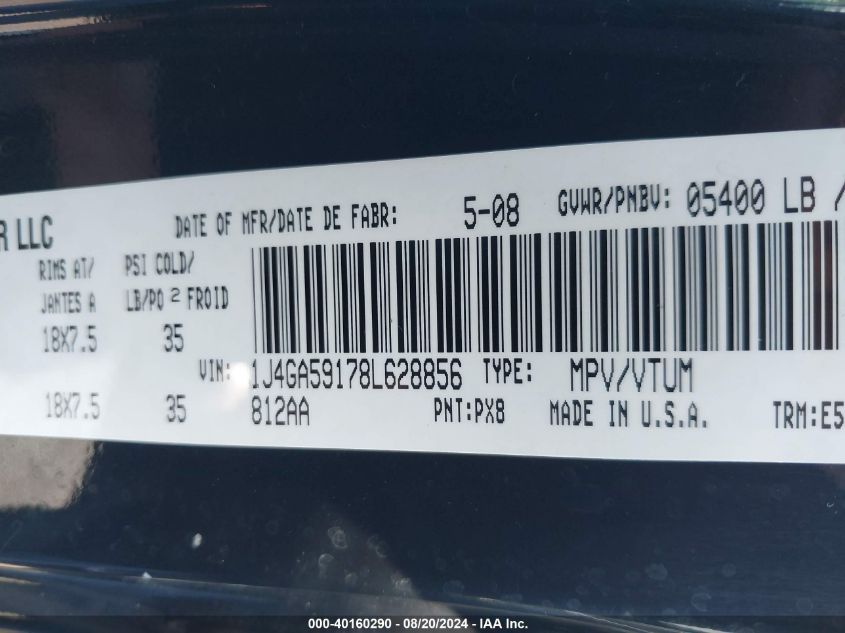 R LLC
DATE OF MFR/DATE DE FABR: 5-08 GVWR/PNBV: 05400 LB /
RIMS AT/ PSI COLD/
JANTES A LB/PO 2 FROID
18X7.5 35
VIN: 1J4GA59178L628856 TYPE: MPV/VTUM
18X7.5 35 812AA PNT:PX8 MADE IN U.S.A. TRM:E5
000-40160290 - 08/20/2024 - IAA Inc.